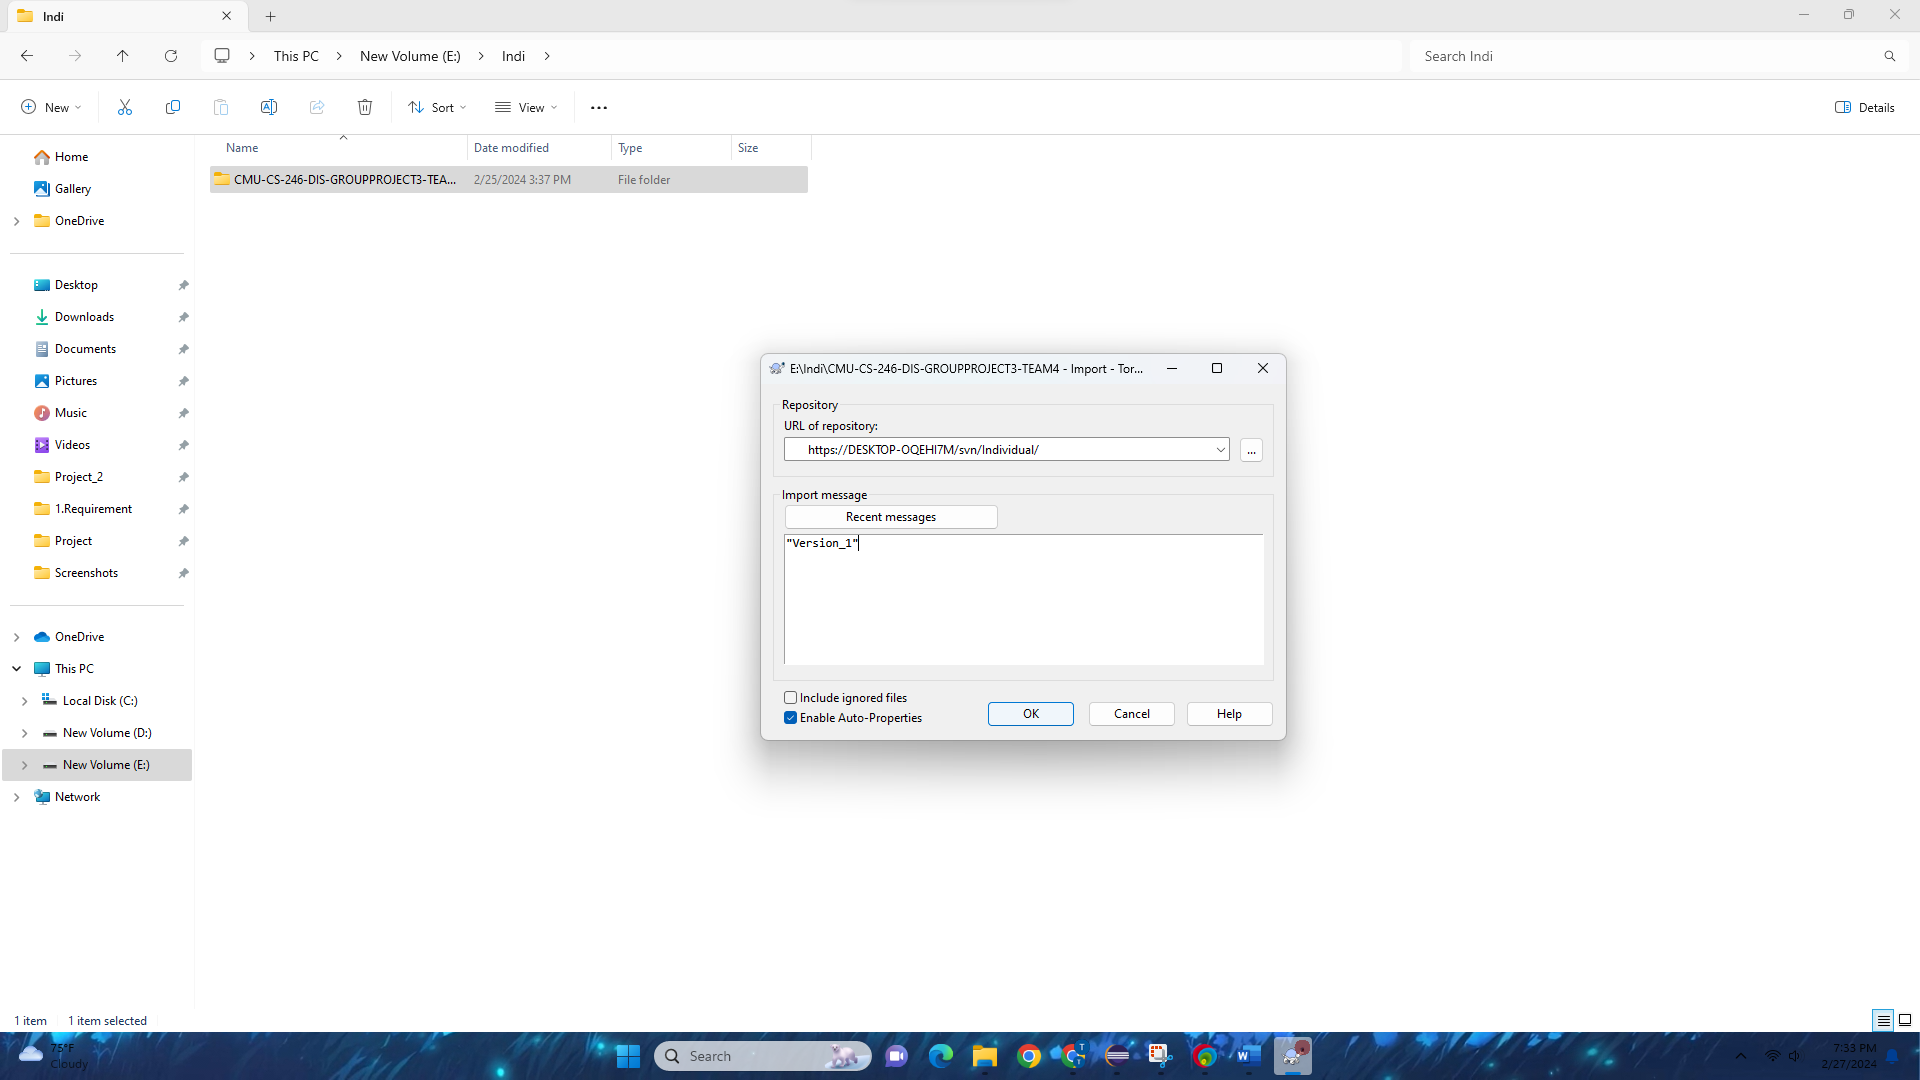 Indi
This PC
New Volume (E:)
Indi
Search Indi
New
Sort
View
Details
Name
Date modified
Type
Size
CMU-CS-246-DIS-GROUPPROJECT3-TEA...
2/25/2024 3:37 PM
File folder
Home
Gallery
OneDrive
Desktop
Downloads
Documents
Pictures
Music
Videos
Project_2
1.Requirement
Project
Screenshots
OneDrive
This PC
Local Disk (C:)
New Volume (D:)
New Volume (E:)
Network
E:\Indi\CMU-CS-246-DIS-GROUPPROJECT3-TEAM4 - Import - Tor...
Repository
URL of repository:
https://DESKTOP-OQEHI7M/svn/Individual/
...
Import message
Recent messages
"Version_1"
Include ignored files
Enable Auto-Properties
OK
Cancel
Help
1 item
1 item selected
75°F
Cloudy
Search
7:33 PM
2/27/2024